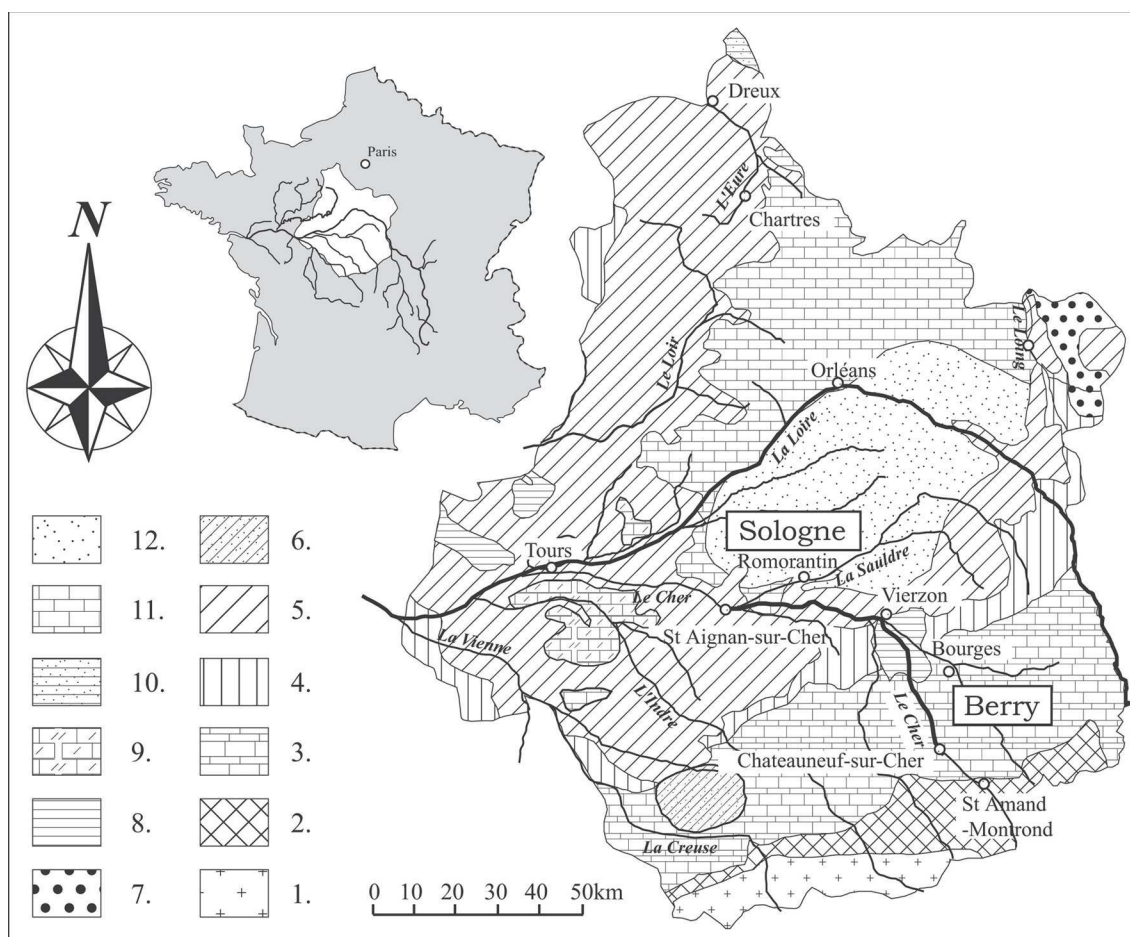 Paris
N
Dreux
L'Eure
Chartres
Le Loing
Le Loir
Orléans
La Loire
Sologne
Romorantin
La Sauldre
Tours
Le Cher
Vierzon
St Aignan-sur-Cher
La Vienne
Bourges
L'Indre
Le Cher
Berry
Chateauneuf-sur-Cher
St Amand
-Montrond
La Creuse
12.
6.
11.
5.
10.
4.
9.
3.
8.
2.
7.
1.
0 10 20 30 40 50km